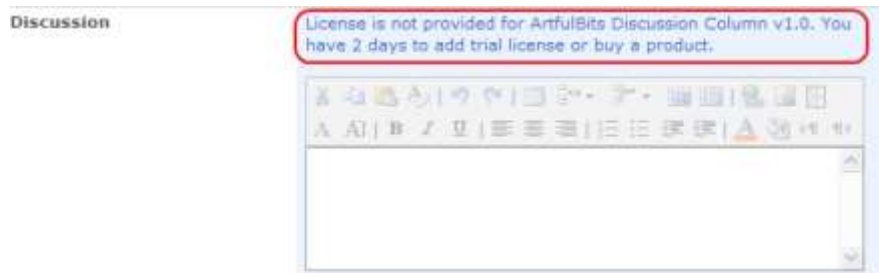 Discussion
License is not provided for ArtfulBits Discussion Column v1.0. You
have 2 days to add trial license or buy a product.
A AI B I U A